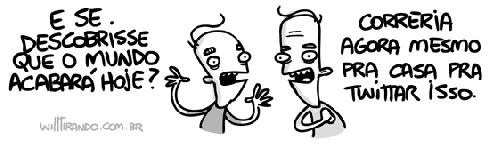 E SE.
DESCOBRISSE
QUE O MUNDO
ACABARÁ HOJE?
CORRERIA
AGORA MESMO
PRA CASA PRA
TWITTAR ISSO.
WILLTIRANDO.COM.BR